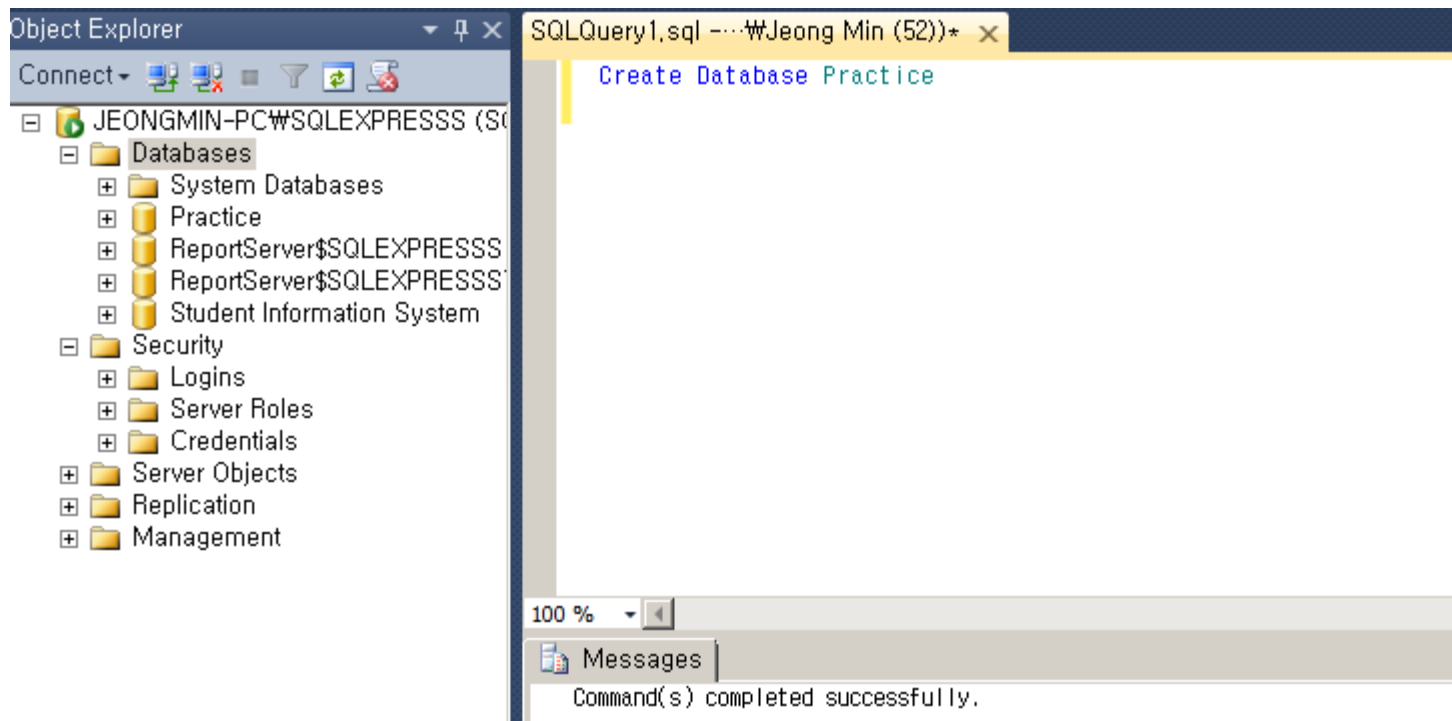 Object Explorer
Connect
JEONGMIN-PC₩SQLEXPRESSS (S
Databases
System Databases
Practice
ReportServer$SQLEXPRESSS
ReportServer$SQLEXPRESSS
Student Information System
Security
Logins
Server Roles
Credentials
Server Objects
Replication
Management
SQLQuery1.sql -...₩Jeong Min (52))*
Create Database Practice
100 %
Messages
Command(s) completed successfully.